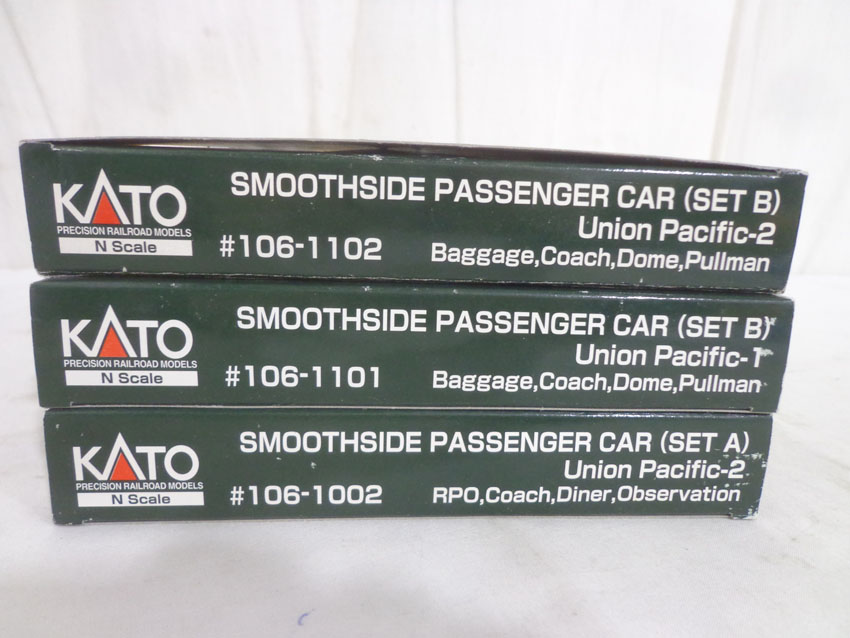 KATO
PRECISION RAILROAD MODELS
N Scale
SMOOTHSIDE PASSENGER CAR (SET B)
Union Pacific-2
#106-1102 Baggage,Coach,Dome,Pullman
KATO
PRECISION RAILROAD MODELS
N Scale
SMOOTHSIDE PASSENGER CAR (SET B)
Union Pacific-1
#106-1101 Baggage,Coach,Dome,Pullman
KATO
PRECISION RAILROAD MODELS
N Scale
SMOOTHSIDE PASSENGER CAR (SET A)
Union Pacific-2
#106-1002 RPO,Coach,Diner,Observation